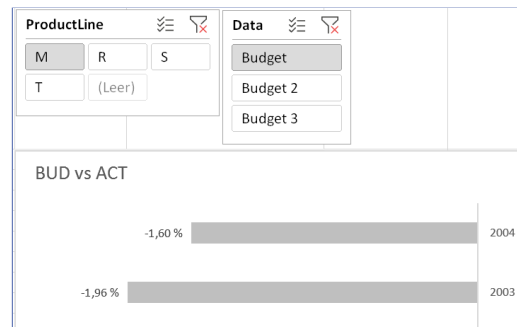 ProductLine
M R S
T (Leer)
Data
Budget
Budget 2
Budget 3
BUD vs ACT
-1,60 % 2004
-1,96 % 2003